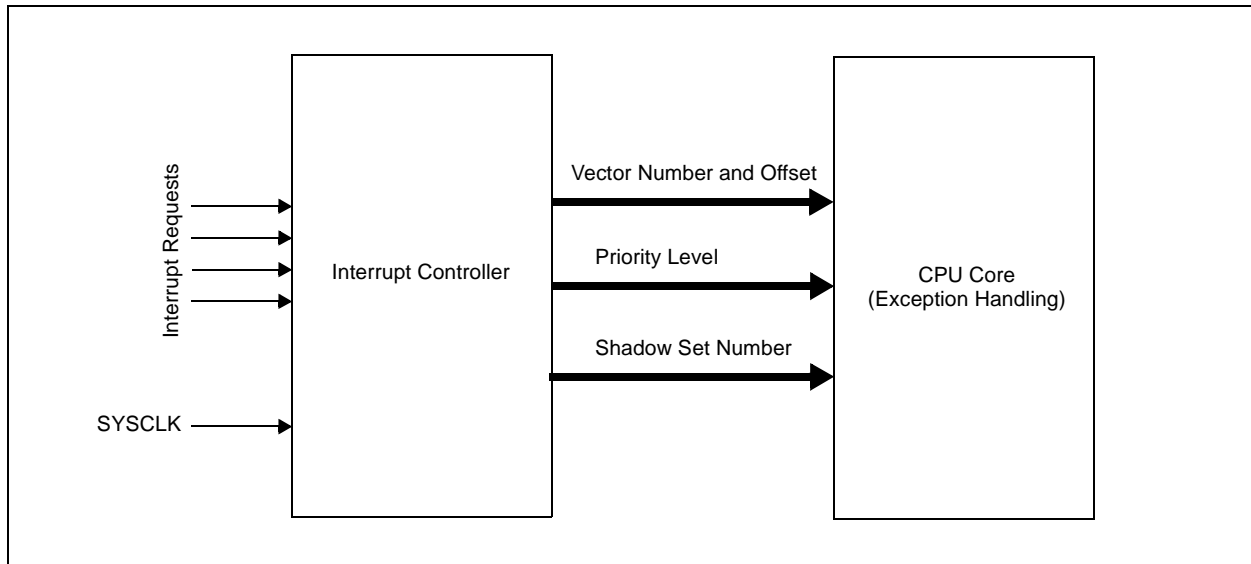 Interrupt Requests
SYSCLK
Interrupt Controller
Vector Number and Offset
Priority Level
Shadow Set Number
CPU Core
(Exception Handling)